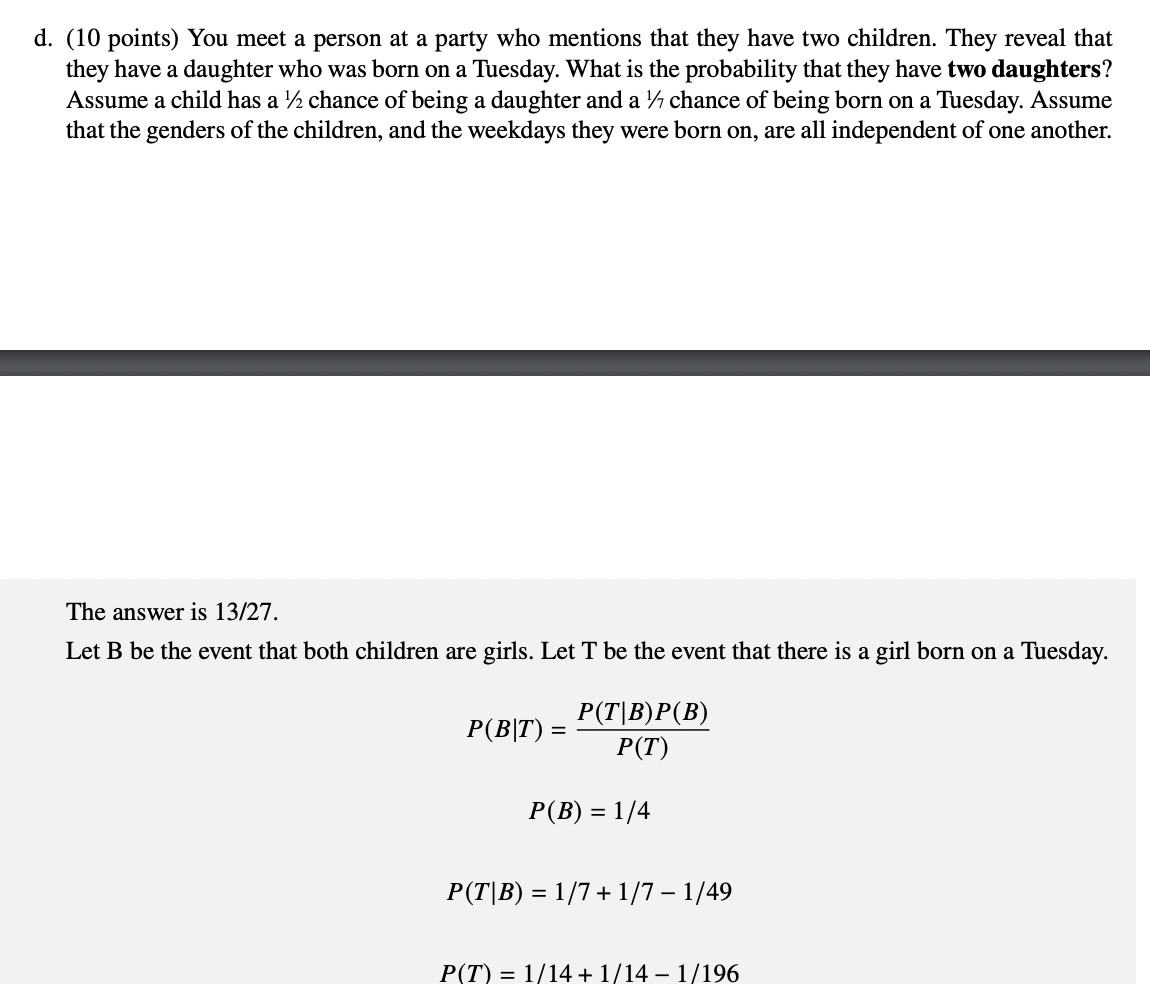 d. (10 points) You meet a person at a party who mentions that they have two children. They reveal that
they have a daughter who was born on a Tuesday. What is the probability that they have two daughters?
Assume a child has a ½ chance of being a daughter and a ⅐ chance of being born on a Tuesday. Assume
that the genders of the children, and the weekdays they were born on, are all independent of one another.
The answer is 13/27.
Let B be the event that both children are girls. Let T be the event that there is a girl born on a Tuesday.
P(B|T) = P(T|B)P(B) / P(T)
P(B) = 1/4
P(T|B) = 1/7 + 1/7 − 1/49
P(T) = 1/14 + 1/14 − 1/196